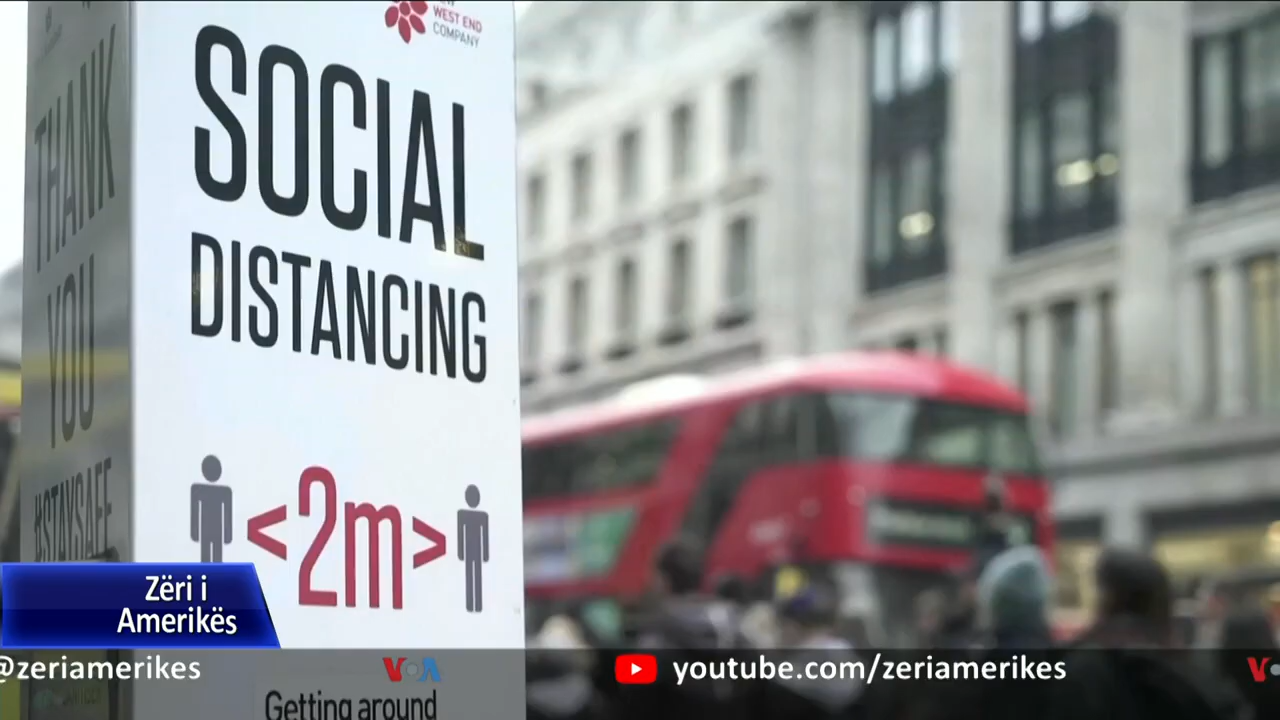 WEST END
COMPANY
SOCIAL
DISTANCING
<2m>
THANK
YOU
#STAYSAFE
Zëri i
Amerikës
@zeriamerikes
VOA
youtube.com/zeriamerikes
Getting around